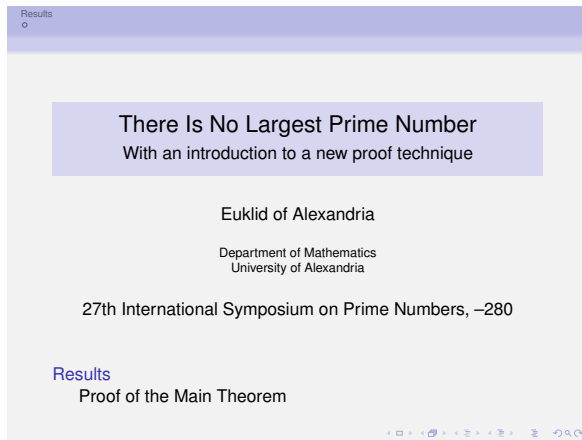 Results
There Is No Largest Prime Number
With an introduction to a new proof technique
Euklid of Alexandria
Department of Mathematics
University of Alexandria
27th International Symposium on Prime Numbers, –280
Results
Proof of the Main Theorem